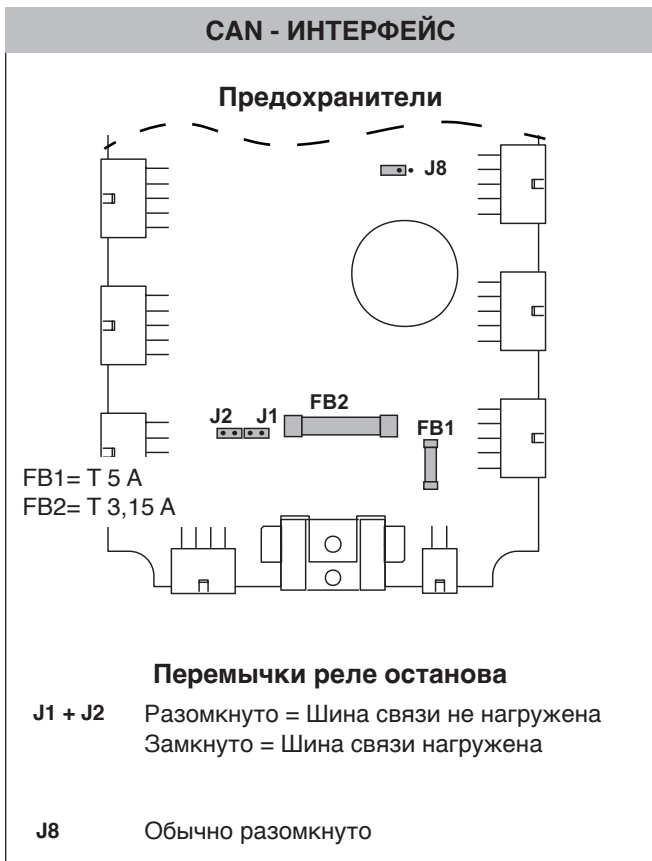 CAN - ИНТЕРФЕЙС
Предохранители
J8
J2 J1 FB2
FB1
FB1= T 5 A
FB2= T 3,15 A
Перемычки реле останова
J1 + J2 Разомкнуто = Шина связи не нагружена
Замкнуто = Шина связи нагружена
J8 Обычно разомкнуто